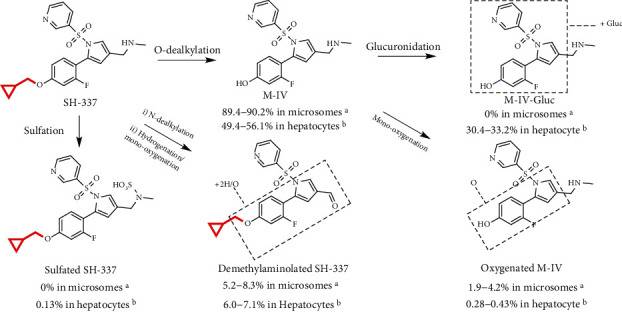 O-dealkylation
Glucuronidation
+ Gluc
SH-337
M-IV
M-IV-Gluc
89.4–90.2% in microsomes a
49.4–56.1% in hepatocytes b
0% in microsomes a
30.4–33.2% in hepatocyte b
Sulfation
i) N-dealkylation
ii) Hydrogenation/
mono-oxygenation
Mono-oxygenation
+2H/O
O
Sulfated SH-337
0% in microsomes a
0.13% in hepatocytes b
Demethylaminolated SH-337
5.2–8.3% in microsomes a
6.0–7.1% in Hepatocytes b
Oxygenated M-IV
1.9–4.2% in microsomes a
0.28–0.43% in hepatocyte b